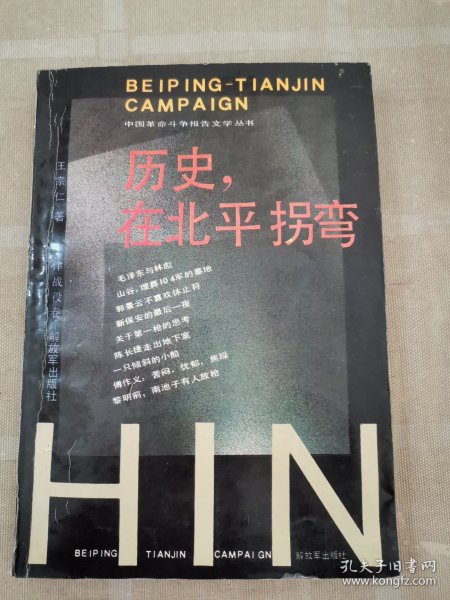 BEIPING-TIANJIN
CAMPAIGN
中国革命斗争报告文学丛书
历史，
在北平拐弯
王宗仁 著
战役卷
解放军出版社
毛泽东与林彪
山谷，埋葬104军的墓地
郭景云不喜欢休止符
新保安的最后一夜
关于第一枪的思考
陈长捷走出地下室
一只倾斜的小船
傅作义：苦闷、忧郁、焦躁
黎明前，南池子有人放枪
HIN
BEIPING TIANJIN CAMPAIGN 解放军出版社
孔夫子旧书网
www.kongfz.com